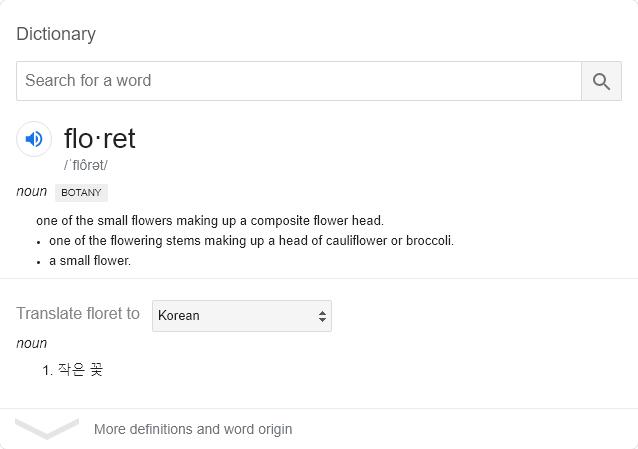 Dictionary
Search for a word
flo·ret
/ˈflôrət/
noun BOTANY
one of the small flowers making up a composite flower head.
• one of the flowering stems making up a head of cauliflower or broccoli.
• a small flower.
Translate floret to Korean
noun
1. 작은 꽃
More definitions and word origin